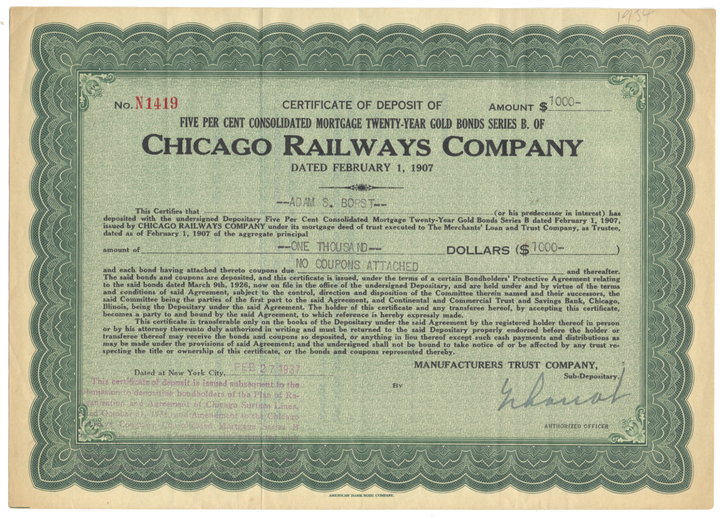 1934
No. N1419
CERTIFICATE OF DEPOSIT OF
AMOUNT $1000-
FIVE PER CENT CONSOLIDATED MORTGAGE TWENTY-YEAR GOLD BONDS SERIES B. OF
CHICAGO RAILWAYS COMPANY
DATED FEBRUARY 1, 1907
--ADAM S. BORST--
This Certifies that (or his predecessor in interest) has
deposited with the undersigned Depositary Five Per Cent Consolidated Mortgage Twenty-Year Gold Bonds Series B dated February 1, 1907,
issued by CHICAGO RAILWAYS COMPANY under its mortgage deed of trust executed to The Merchants' Loan and Trust Company, as Trustee,
dated as of February 1, 1907 of the aggregate principal
amount of --ONE THOUSAND-- DOLLARS ($1000- )
NO COUPONS ATTACHED
and each bond having attached thereto coupons due and thereafter.
The said bonds and coupons are deposited, and this certificate is issued, under the terms of a certain Bondholders' Protective Agreement relating
to the said bonds dated March 9th, 1926, now on file in the office of the undersigned Depositary, and are held under and by virtue of the terms
and conditions of said Agreement, subject to the control, direction and disposition of the Committee therein named and their successors, the
said Committee being the parties of the first part to the said Agreement, and Continental and Commercial Trust and Savings Bank, Chicago,
Illinois, being the Depositary under the said Agreement. The holder of this certificate and any transferee hereof, by accepting this certificate,
becomes a party to and bound by the said Agreement, to which reference is hereby expressly made.
This certificate is transferable only on the books of the Depositary under the said Agreement by the registered holder thereof in person
or by his attorney thereunto duly authorized in writing and must be returned to the said Depositary properly endorsed before the holder or
transferee thereof may receive the bonds and coupons so deposited, or anything in lieu thereof except such cash payments and distributions as
may be made under the provisions of said Agreement; and the undersigned shall not be bound to take notice of or be affected by any trust re-
specting the title or ownership of this certificate, or the bonds and coupons represented thereby.
MANUFACTURERS TRUST COMPANY,
Sub-Depositary
Dated at New York City, FEB 27 1937
This certificate of deposit is issued subsequent to the
submission to depositing bondholders of the Plan of Re-
organization and Agreement of Chicago Surface Lines,
BY
AUTHORIZED OFFICER
AMERICAN BANK NOTE COMPANY